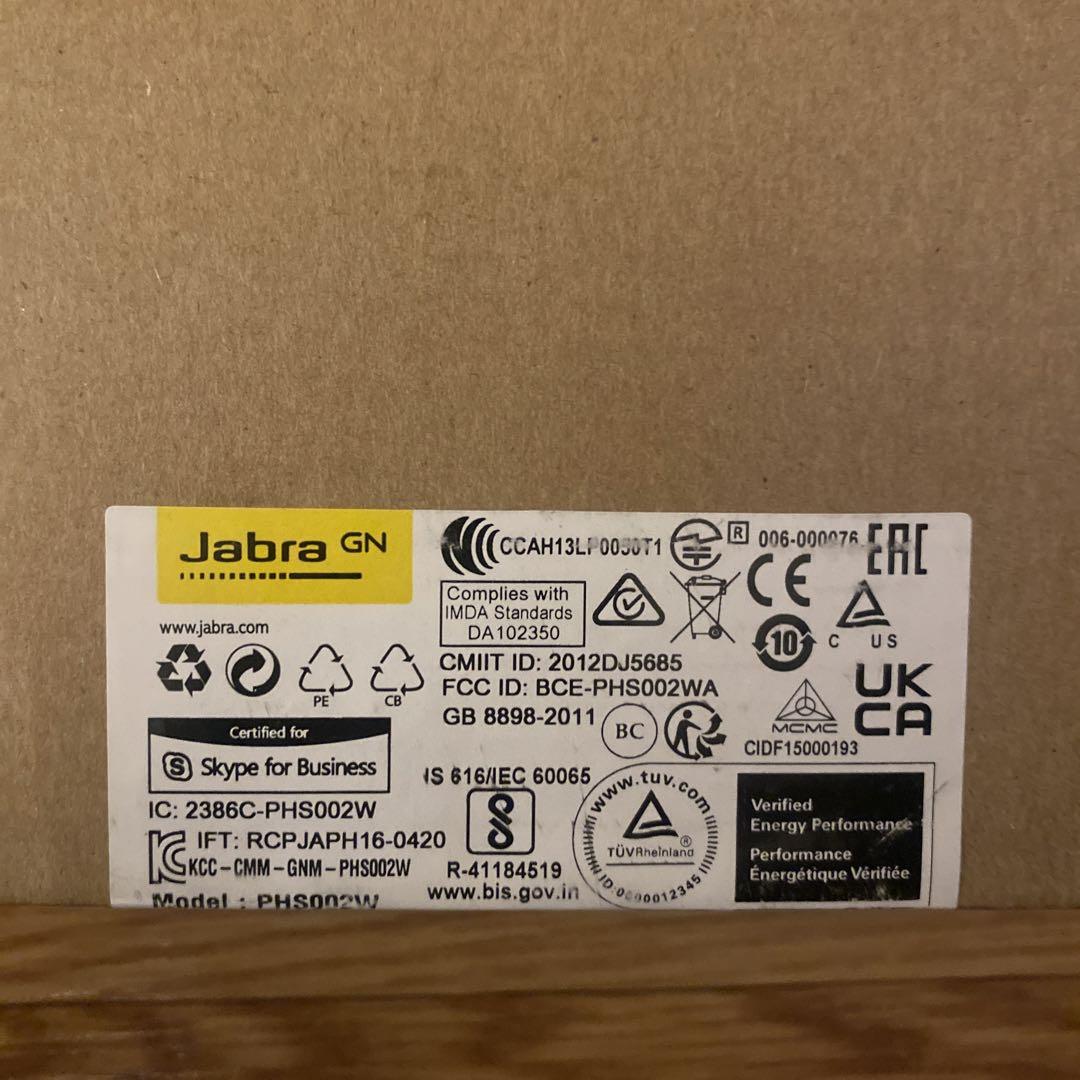 Jabra GN
www.jabra.com
PE
CB
Certified for
Skype for Business
IC: 2386C-PHS002W
IFT: RCPJAPH16-0420
KCC-CMM-GNM-PHS002W
Model : PHS002W
R 006-000076 EAC
Complies with
IMDA Standards
DA102350
CE
10
C US
CMIIT ID: 2012DJ5685
FCC ID: BCE-PHS002WA
GB 8898-2011
BC
MCMC
CIDF15000193
UK
CA
IS 616/IEC 60065
R-41184519
www.bis.gov.in
www.tuv.com
TÜVRheinland ®
Verified
Energy Performance
Performance
Énergétique Vérifiée